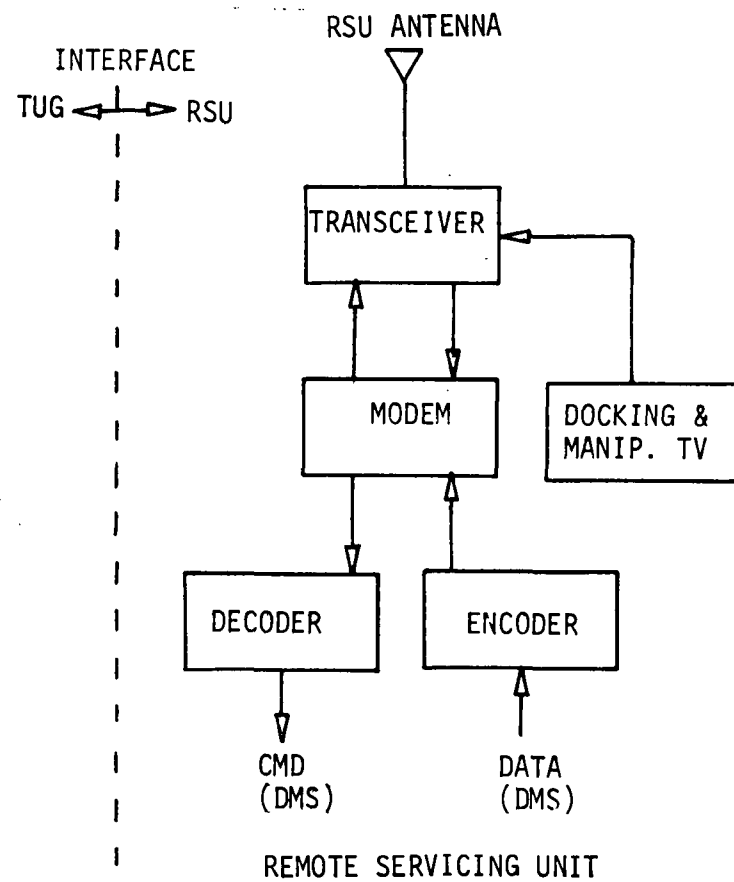 RSU ANTENNA
INTERFACE
TUG RSU
TRANSCEIVER
MODEM
DOCKING &
MANIP. TV
DECODER
ENCODER
CMD
(DMS)
DATA
(DMS)
REMOTE SERVICING UNIT